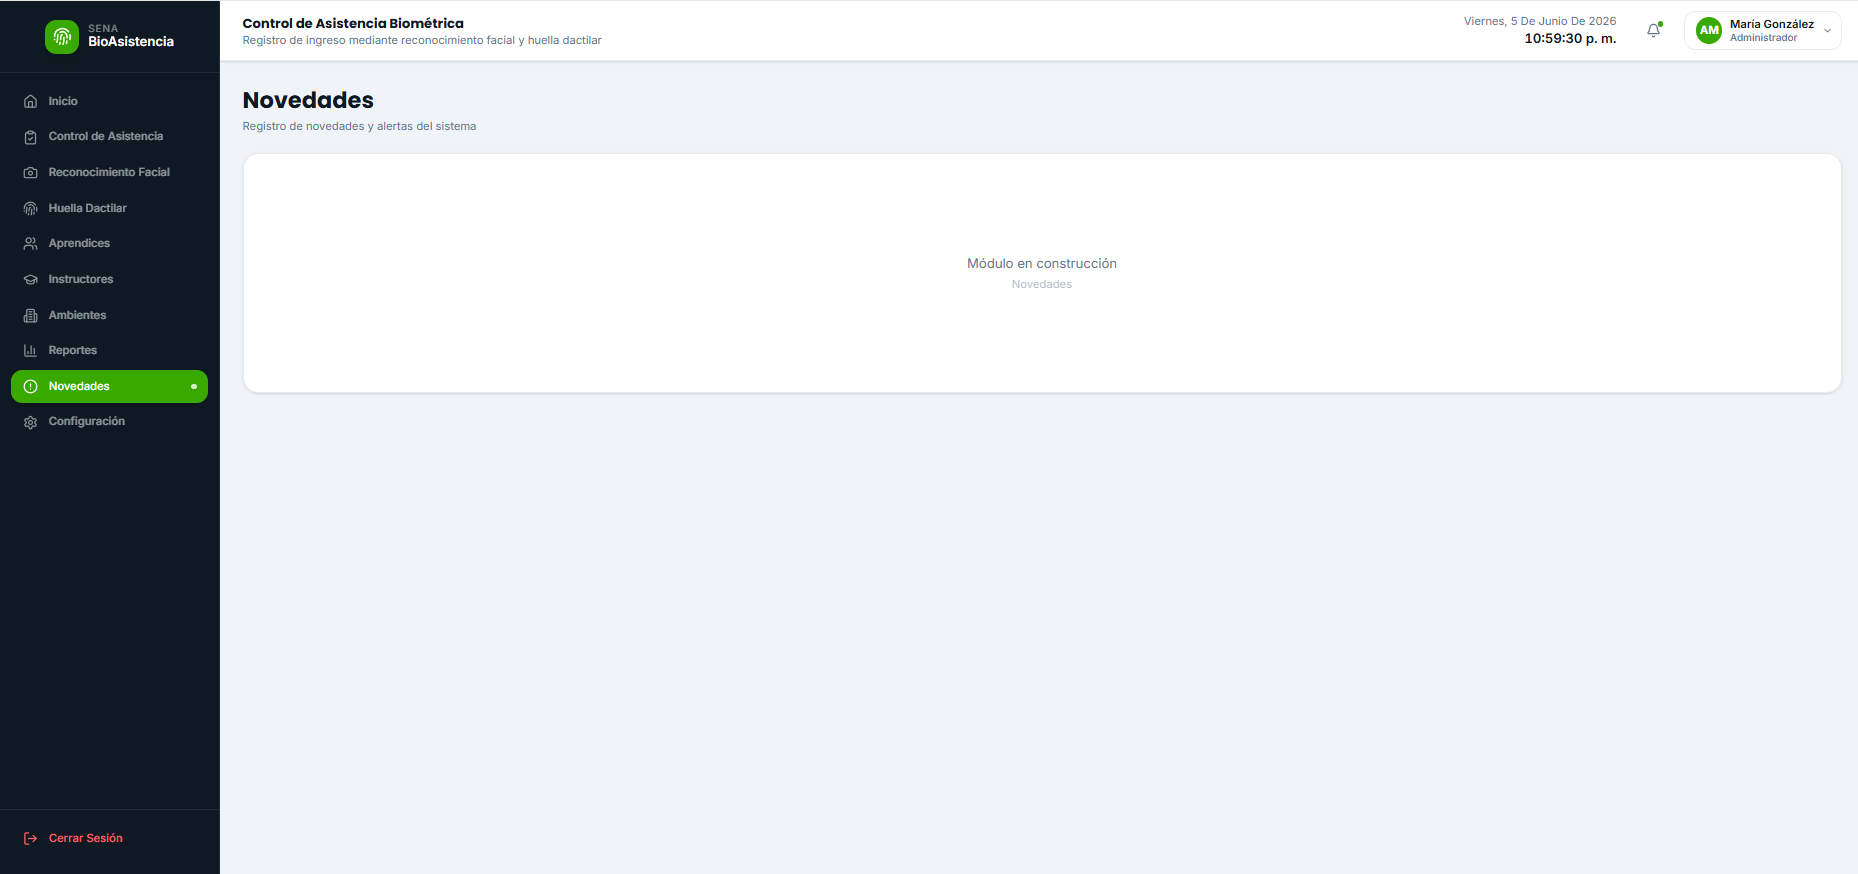 SENA
BioAsistencia
Inicio
Control de Asistencia
Reconocimiento Facial
Huella Dactilar
Aprendices
Instructores
Ambientes
Reportes
Novedades
Configuración
Cerrar Sesión
Control de Asistencia Biométrica
Registro de ingreso mediante reconocimiento facial y huella dactilar
Viernes, 5 De Junio De 2026
10:59:30 p. m.
AM
María González
Administrador
Novedades
Registro de novedades y alertas del sistema
Módulo en construcción
Novedades